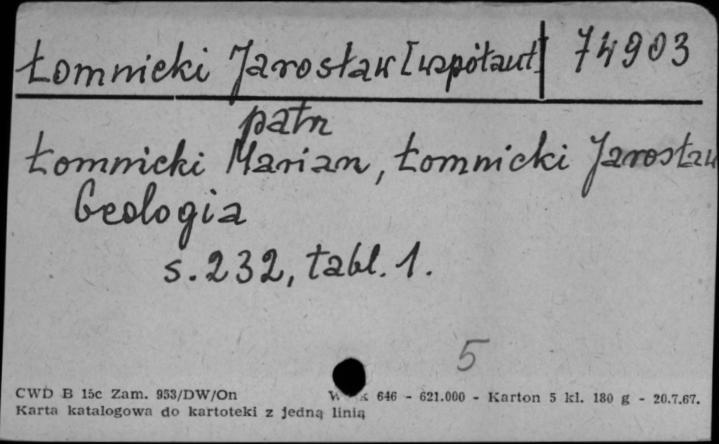 Łomnicki Jarosław [współaut] 74903
patrz
Łomnicki Marian, Łomnicki Jarosław
Geologia
s. 232, tabl. 1.
5
CWD B 15c Zam. 953/DW/On 646 - 621.000 - Karton 5 kl. 180 g - 20.7.67.
Karta katalogowa do kartoteki z jedną linią